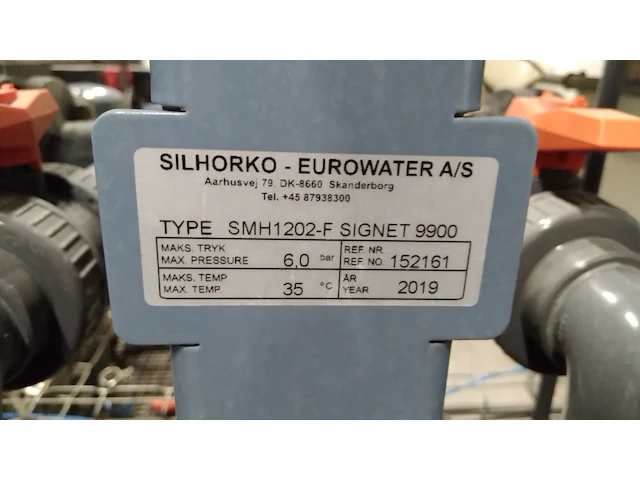 SILHORKO - EUROWATER A/S
Aarhusvej 79, DK-8660 Skanderborg
Tel. +45 87938300
TYPE SMH1202-F SIGNET 9900
MAKS. TRYK
MAX. PRESSURE 6,0 bar
REF NR.
REF NO. 152161
MAKS. TEMP
MAX. TEMP. 35 °C
ÅR
YEAR 2019